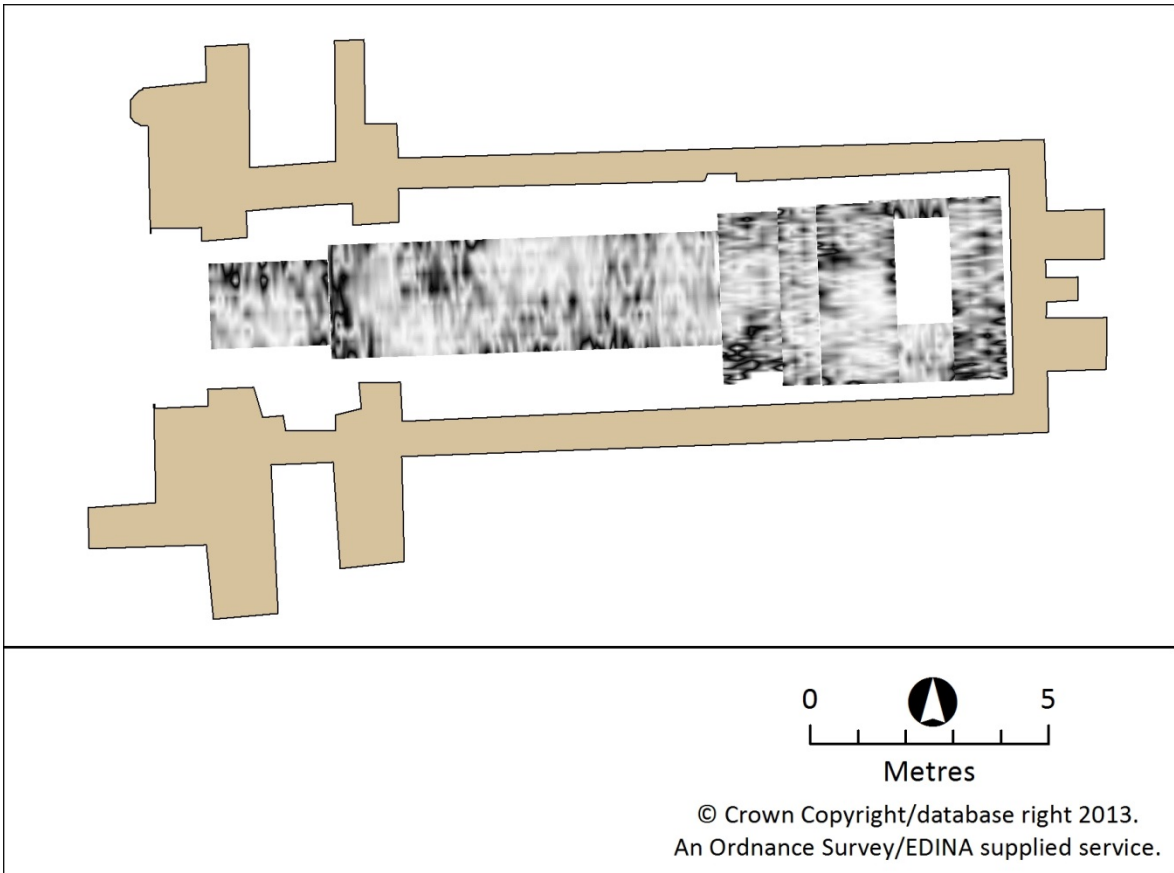 0 5
Metres
© Crown Copyright/database right 2013.
An Ordnance Survey/EDINA supplied service.